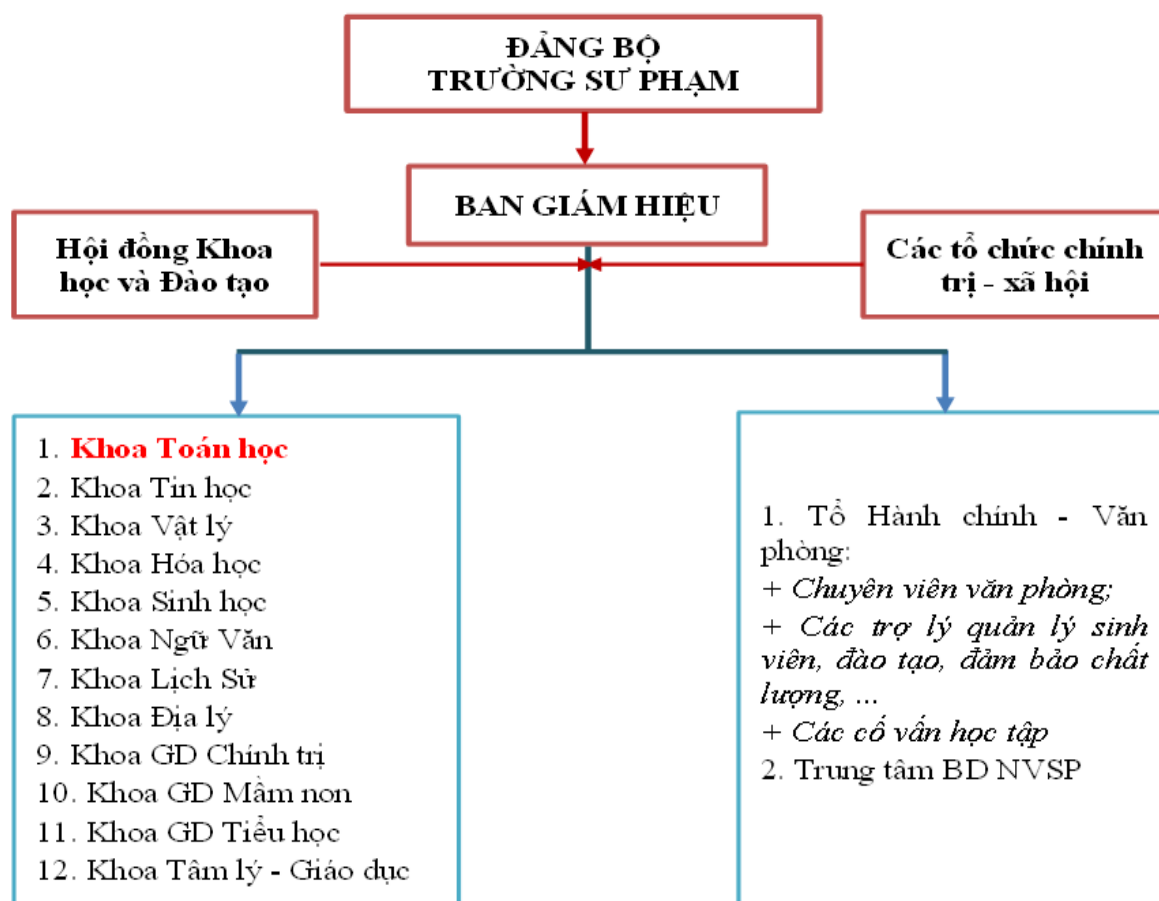 ĐẢNG BỘ
TRƯỜNG SƯ PHẠM
BAN GIÁM HIỆU
Hội đồng Khoa
học và Đào tạo
Các tổ chức chính
trị - xã hội
1. Khoa Toán học
2. Khoa Tin học
3. Khoa Vật lý
4. Khoa Hóa học
5. Khoa Sinh học
6. Khoa Ngữ Văn
7. Khoa Lịch Sử
8. Khoa Địa lý
9. Khoa GD Chính trị
10. Khoa GD Mầm non
11. Khoa GD Tiểu học
12. Khoa Tâm lý - Giáo dục
1. Tổ Hành chính - Văn
phòng:
+ Chuyên viên văn phòng;
+ Các trợ lý quản lý sinh
viên, đào tạo, đảm bảo chất
lượng, ...
+ Các cố vấn học tập
2. Trung tâm BD NVSP